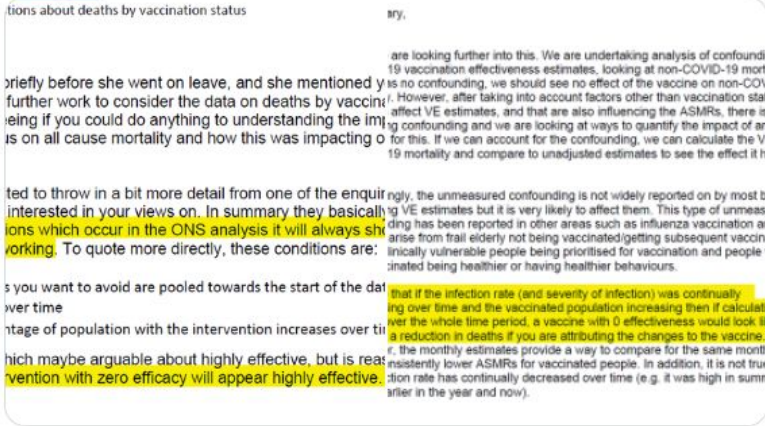 tions about deaths by vaccination status
briefly before she went on leave, and she mentioned y
further work to consider the data on deaths by vaccina
eing if you could do anything to understanding the imp
us on all cause mortality and how this was impacting o
ted to throw in a bit more detail from one of the enquir
interested in your views on. In summary they basically
ions which occur in the ONS analysis it will always sho
working. To quote more directly, these conditions are:
s you want to avoid are pooled towards the start of the dat
over time
ntage of population with the intervention increases over tim
hich maybe arguable about highly effective, but is reas
rvention with zero efficacy will appear highly effective.
ary,
are looking further into this. We are undertaking analysis of confoundi
19 vaccination effectiveness estimates, looking at non-COVID-19 mort
as no confounding, we should see no effect of the vaccine on non-COV
r. However, after taking into account factors other than vaccination stat
affect VE estimates, and that are also influencing the ASMRs, there is
ng confounding and we are looking at ways to quantify the impact of an
for this. If we can account for the confounding, we can calculate the V
19 mortality and compare to unadjusted estimates to see the effect it h
ngly, the unmeasured confounding is not widely reported on by most b
ng VE estimates but it is very likely to affect them. This type of unmeas
ding has been reported in other areas such as influenza vaccination a
arise from frail elderly not being vaccinated/getting subsequent vaccin
linically vulnerable people being prioritised for vaccination and people
inated being healthier or having healthier behaviours.
that if the infection rate (and severity of infection) was continually
ing over time and the vaccinated population increasing then if calculati
ver the whole time period, a vaccine with 0 effectiveness would look li
a reduction in deaths if you are attributing the changes to the vaccine.
r, the monthly estimates provide a way to compare for the same month
nsistently lower ASMRs for vaccinated people. In addition, it is not true
tion rate has continually decreased over time (e.g. it was high in summ
arlier in the year and now).